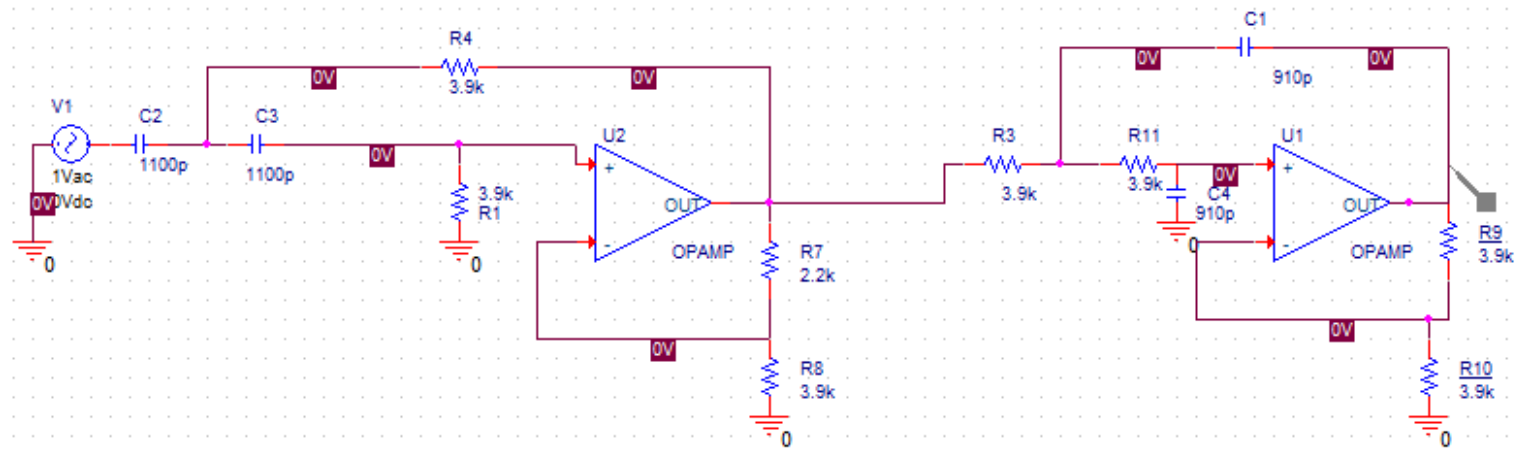 V1
1Vac
0Vdc
0V
0
C2
1100p
C3
1100p
0V
R4
3.9k
0V
0V
3.9k
R1
0
0V
U2
+
-
OUT
OPAMP
R7
2.2k
0V
R8
3.9k
0
R3
3.9k
C1
910p
0V
0V
R11
3.9k
0V
C4
910p
0
U1
+
-
OUT
OPAMP
R9
3.9k
0V
R10
3.9k
0